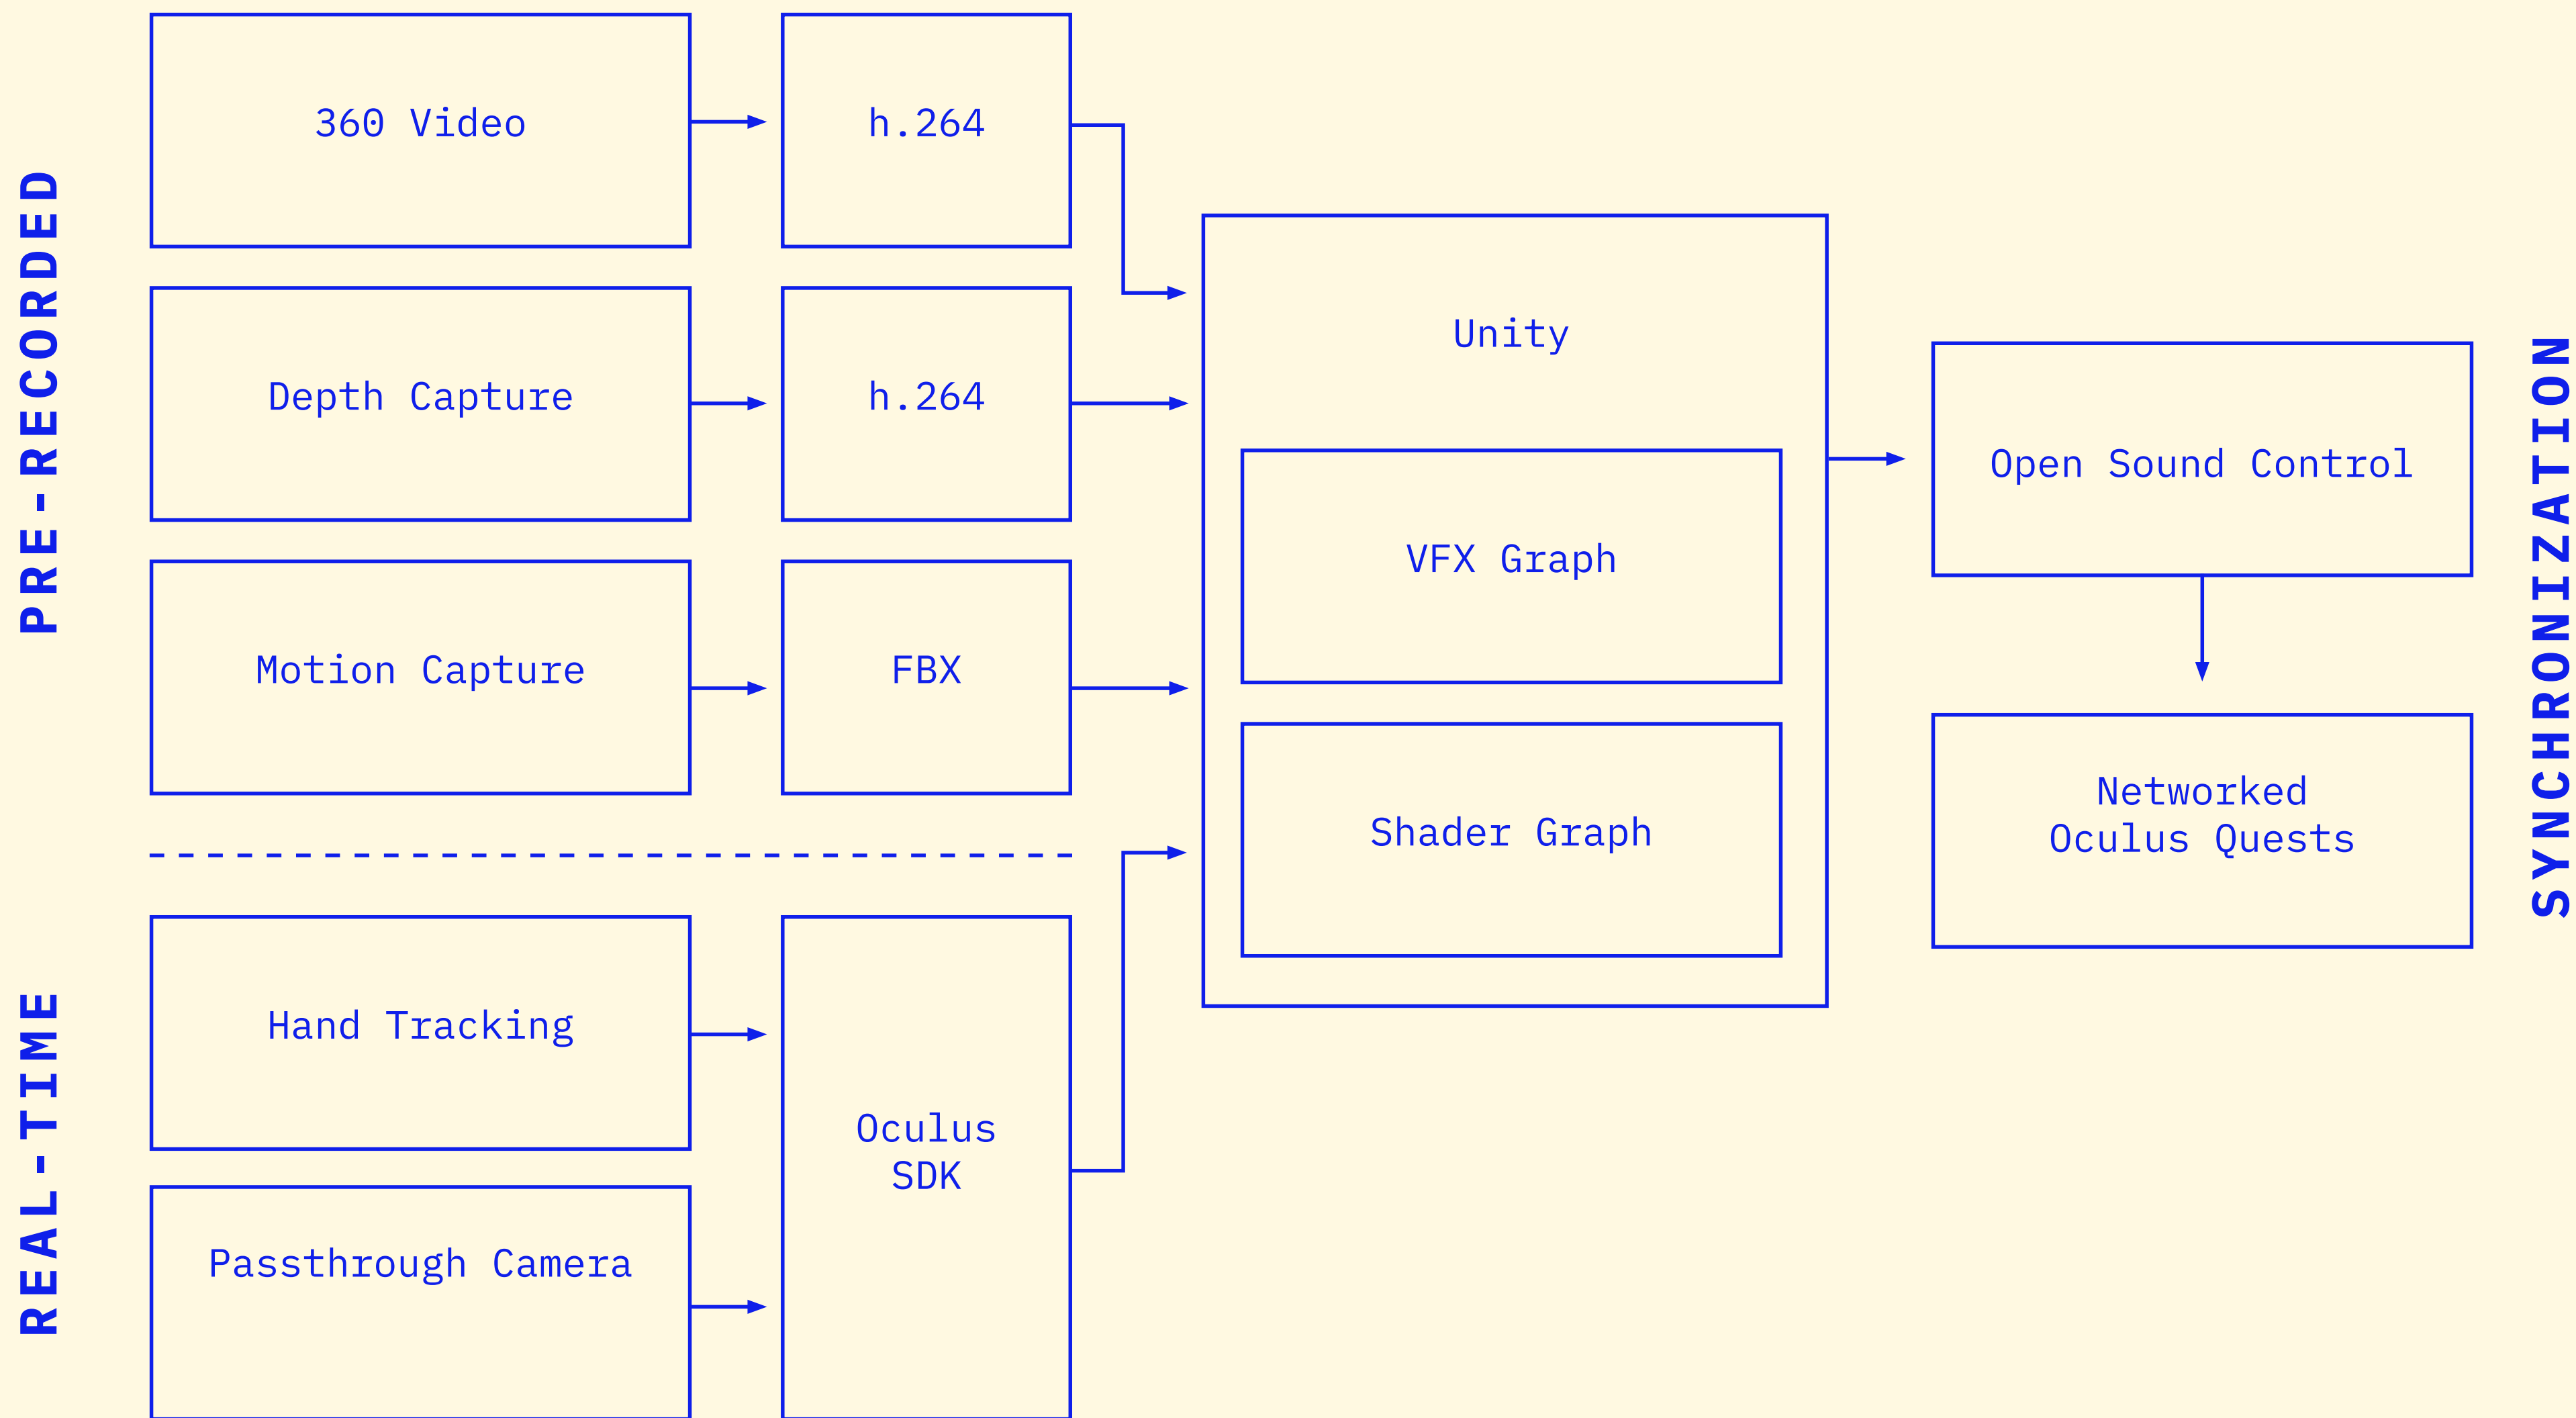 PRE-RECORDED
360 Video
h.264
Depth Capture
h.264
Motion Capture
FBX
REAL-TIME
Hand Tracking
Passthrough Camera
Oculus
SDK
Unity
VFX Graph
Shader Graph
Open Sound Control
Networked
Oculus Quests
SYNCHRONIZATION